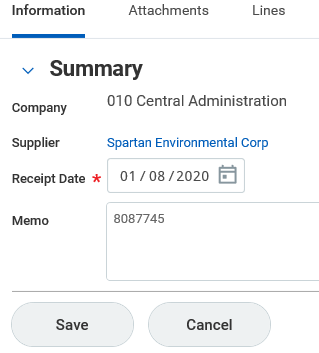 Information Attachments Lines
Summary
Company 010 Central Administration
Supplier Spartan Environmental Corp
Receipt Date * 01 / 08 / 2020
Memo 8087745
Save Cancel